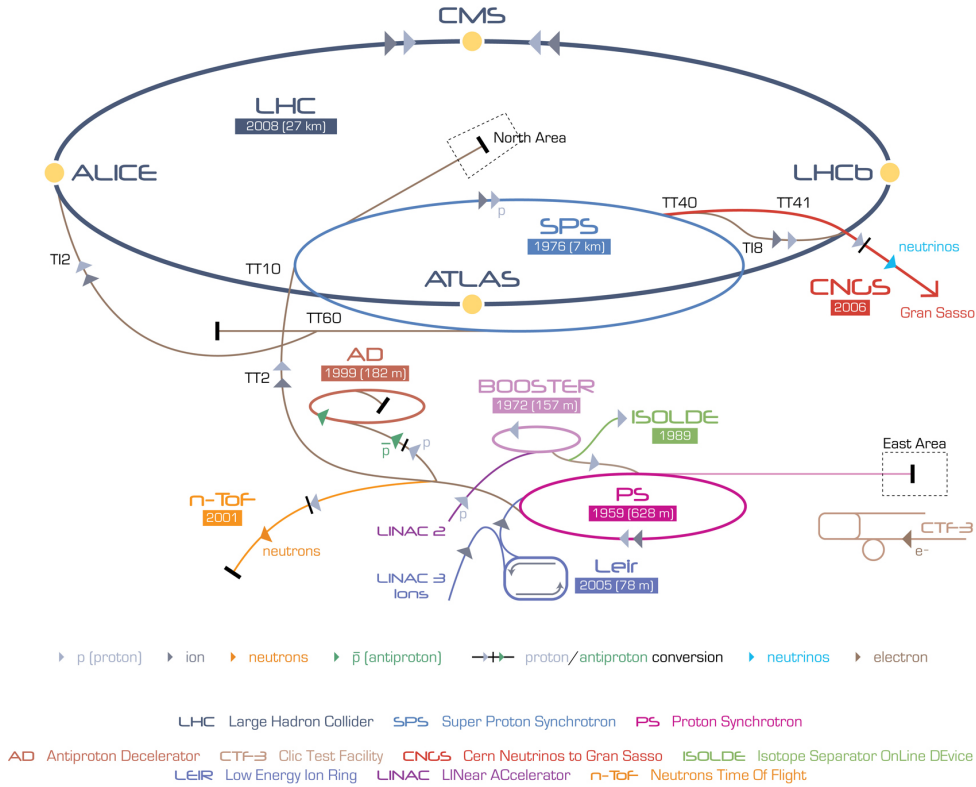 CMS
LHC
2008 (27 km)
North Area
ALICE
LHCb
p
TT40
TT41
SPS
1976 (7 km)
TI8
neutrinos
TI2
TT10
ATLAS
CNGS
2006
Gran Sasso
TT60
AD
1999 (182 m)
TT2
BOOSTER
1972 (157 m)
ISOLDE
1989
p
p̅
East Area
n-ToF
2001
PS
1959 (628 m)
p
LINAC 2
neutrons
CTF-3
e-
LINAC 3
Ions
Leir
2005 (78 m)
p (proton) ion neutrons p̅ (antiproton) proton/antiproton conversion neutrinos electron
LHC Large Hadron Collider SPS Super Proton Synchrotron PS Proton Synchrotron
AD Antiproton Decelerator CTF-3 Clic Test Facility CNGS Cern Neutrinos to Gran Sasso ISOLDE Isotope Separator OnLine DEvice
LEIR Low Energy Ion Ring LINAC LINear ACcelerator n-ToF Neutrons Time Of Flight